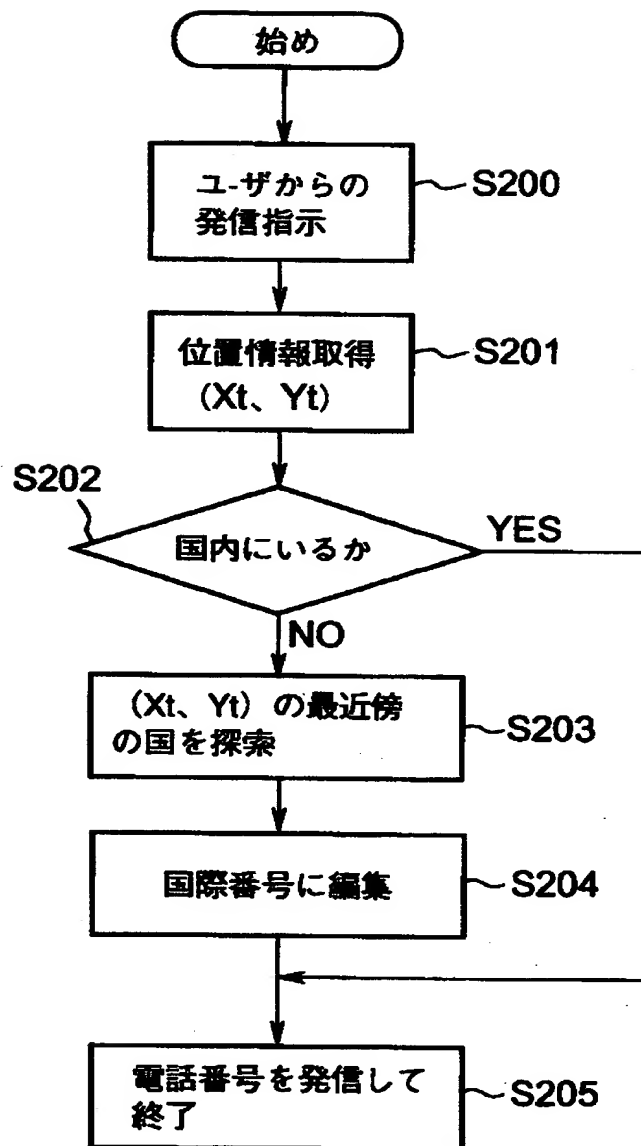 始め
ユ-ザからの
発信指示
S200
位置情報取得
(Xt、Yt)
S201
S202
国内にいるか
YES
NO
(Xt、Yt)の最近傍
の国を探索
S203
国際番号に編集
S204
電話番号を発信して
終了
S205